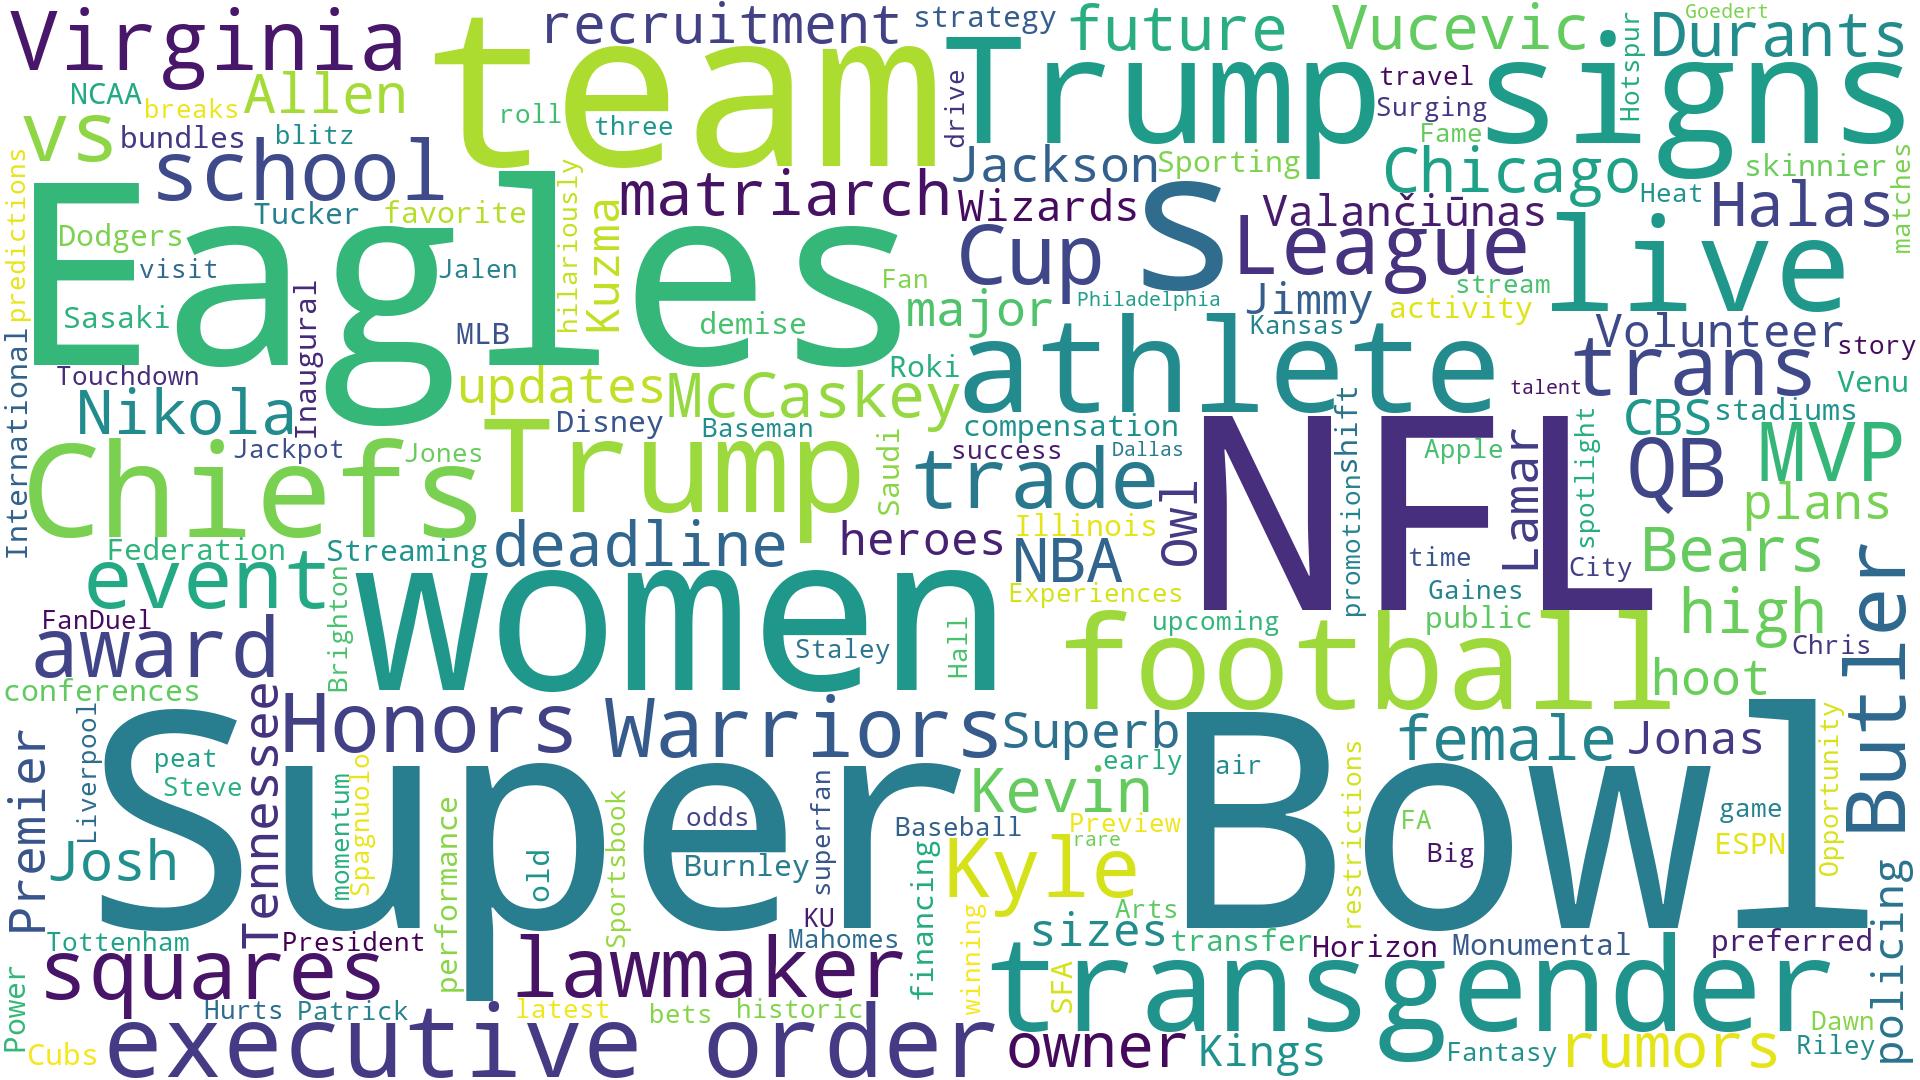 Virginia
recruitment
strategy
future
Vucevic
Goedert
Durants
team
Trump signs
NCAA
breaks
Allen
roll
three
drive
travel
Surging
Hotspur
vs
bundles
blitz
Fame
school
Jackson
Sporting
Chicago
skinnier
matches
predictions
Eagles
Tucker
favorite
hilariously
Kuzma
matriarch
Wizards
s
Valančiūnas
Heat
Halas
Dodgers
visit
Jalen
Cup
League
live
Sasaki
Inaugural
MLB
demise
Fan
major
Philadelphia
Jimmy
stream
activity
Kansas
Volunteer
International
Touchdown
Roki
athlete
trans
story
Nikola
updates
McCaskey
talent
Venu
Disney
Baseman
compensation
promotionshift
CBS
stadiums
Chiefs
Jackpot
Jones
Trump
Saudi
success
Dallas
trade
Owl
NFL
Apple
Lamar
spotlight
QB
MVP
plans
Federation
Streaming
deadline
heroes
Illinois
NBA
time
City
Bears
event
women
Experiences
Gaines
high
Butler
FanDuel
award
Brighton
Staley
Hall
upcoming
public
football
Chris
hoot
conferences
Liverpool
Tennessee
Honors
Warriors
Superb
female
Jonas
Opportunity
Premier
peat
Steve
Super
early
air
Bowl
restrictions
Josh
momentum
Spagnuolo
performance
old
Sportsbook
odds
Burnley
superfan
Kevin
Baseball
Preview
rare
FA
Big
game
ESPN
Kyle
financing
KU
Arts
policing
Tottenham
President
Mahomes
winning
sizes
transfer
Horizon
Monumental
preferred
squares
lawmaker
SFA
transgender
Power
Hurts
Patrick
latest
bets
historic
Dawn
Cubs
executive order
owner
Kings
Fantasy
rumors
Riley